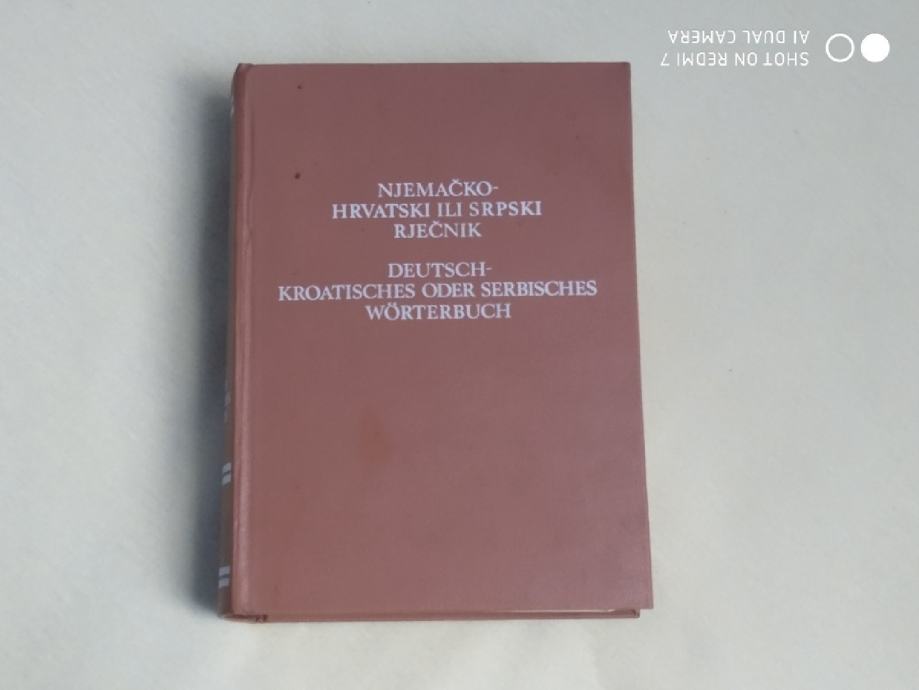 NJEMAČKO-
HRVATSKI ILI SRPSKI
RJEČNIK
DEUTSCH-
KROATISCHES ODER SERBISCHES
WÖRTERBUCH
SHOT ON REDMI 7
AI DUAL CAMERA